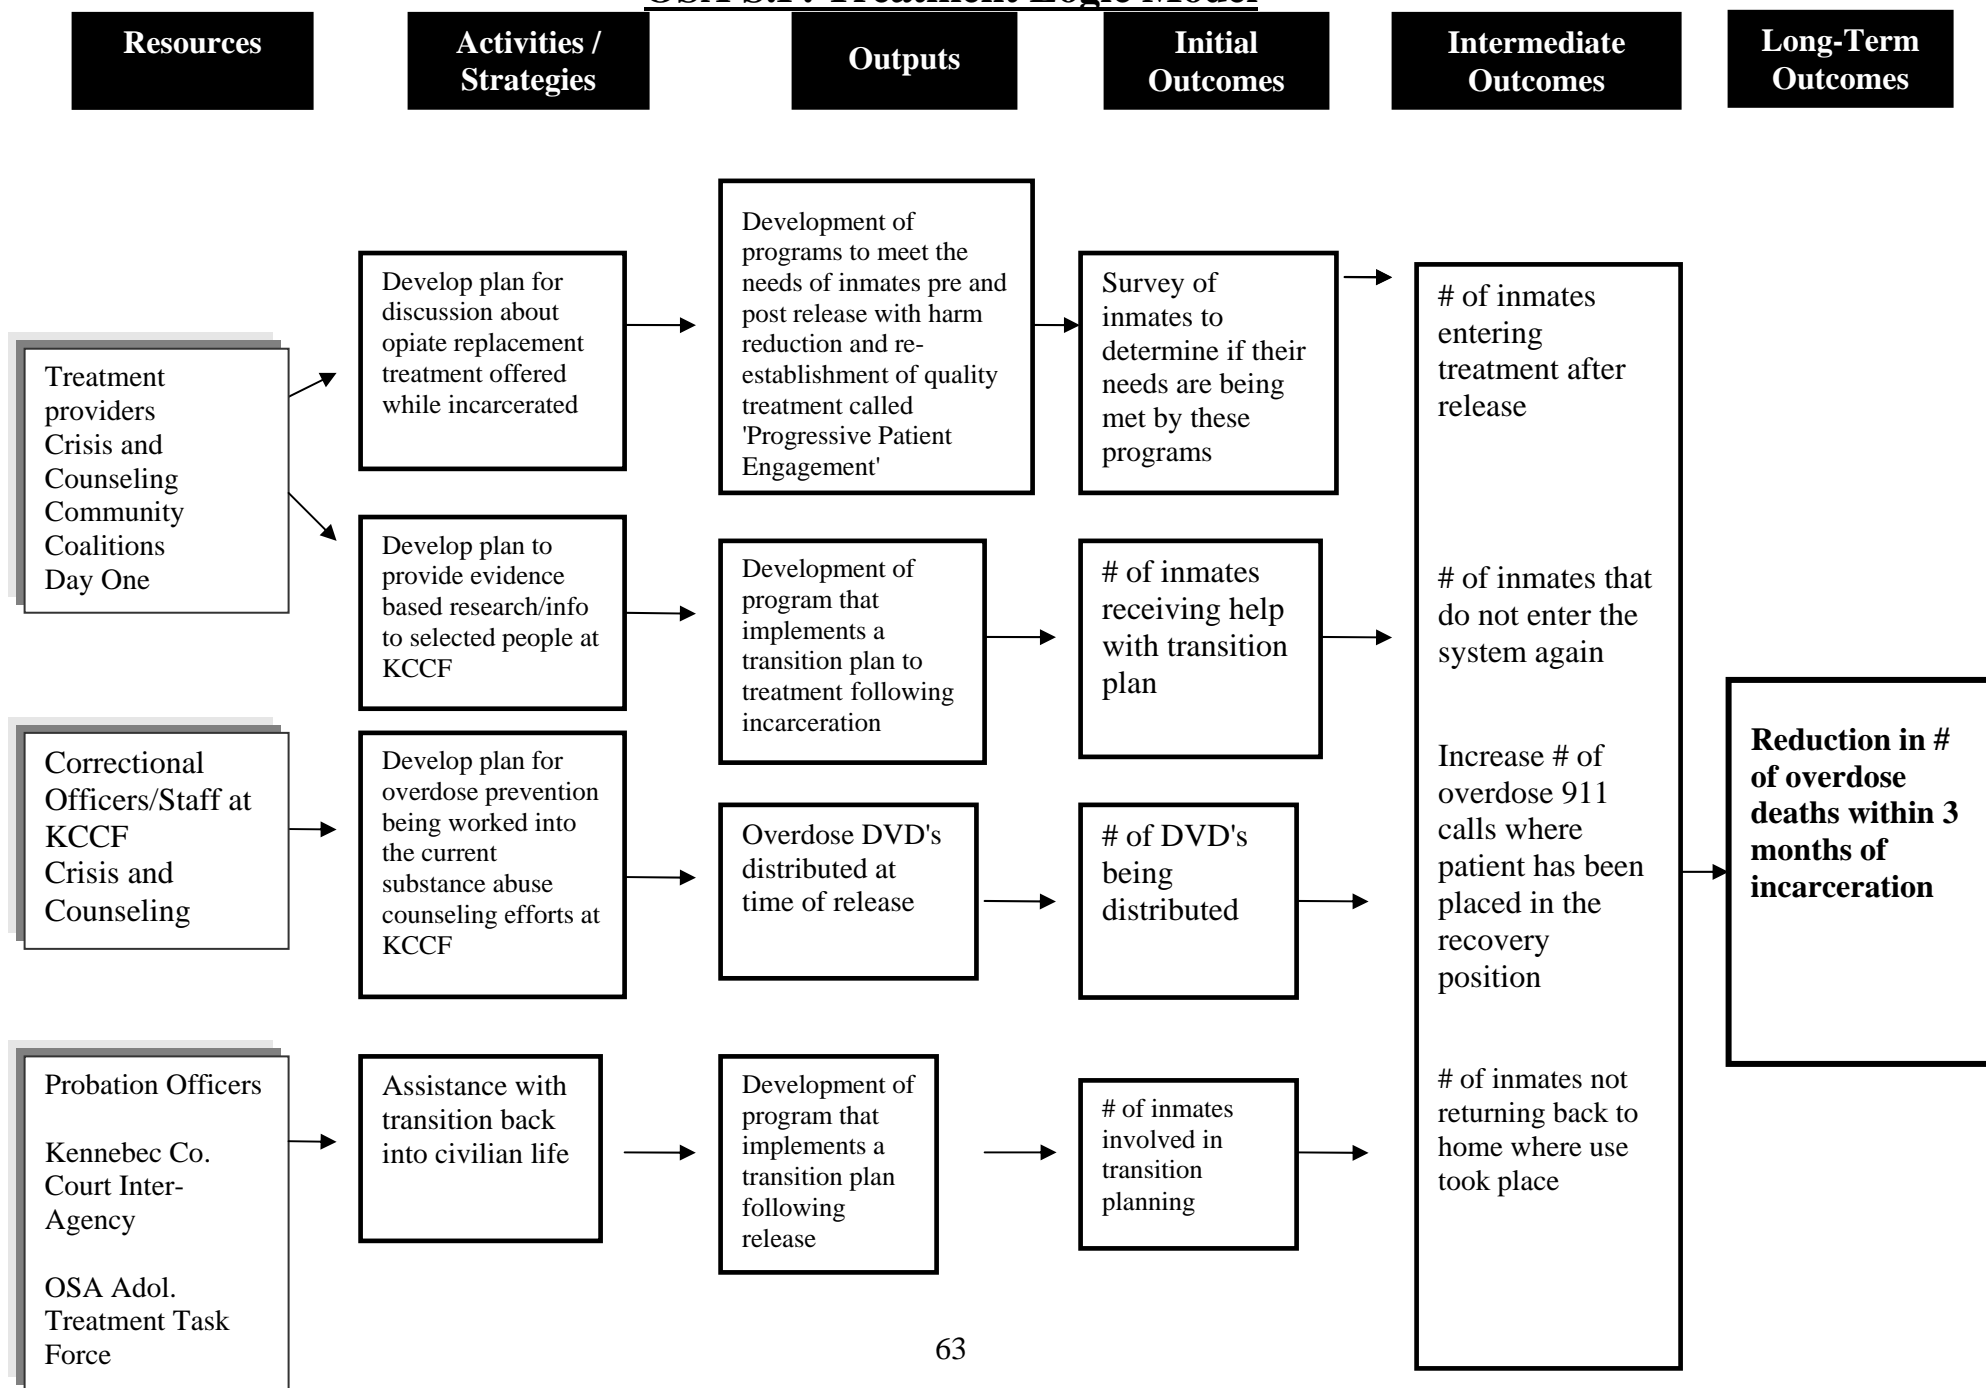 Resources
Activities /
Strategies
Outputs
Initial
Outcomes
Intermediate
Outcomes
Long-Term
Outcomes
Treatment
providers
Crisis and
Counseling
Community
Coalitions
Day One
Develop plan for
discussion about
opiate replacement
treatment offered
while incarcerated
Development of
programs to meet the
needs of inmates pre and
post release with harm
reduction and re-
establishment of quality
treatment called
'Progressive Patient
Engagement'
Survey of
inmates to
determine if their
needs are being
met by these
programs
# of inmates
entering
treatment after
release
Develop plan to
provide evidence
based research/info
to selected people at
KCCF
Development of
program that
implements a
transition plan to
treatment following
incarceration
# of inmates
receiving help
with transition
plan
# of inmates that
do not enter the
system again
Correctional
Officers/Staff at
KCCF
Crisis and
Counseling
Develop plan for
overdose prevention
being worked into
the current
substance abuse
counseling efforts at
KCCF
Overdose DVD's
distributed at
time of release
# of DVD's
being
distributed
Increase # of
overdose 911
calls where
patient has been
placed in the
recovery
position
Reduction in #
of overdose
deaths within 3
months of
incarceration
Probation Officers
Kennebec Co.
Court Inter-
Agency
OSA Adol.
Treatment Task
Force
Assistance with
transition back
into civilian life
Development of
program that
implements a
transition plan
following
release
# of inmates
involved in
transition
planning
# of inmates not
returning back to
home where use
took place
63